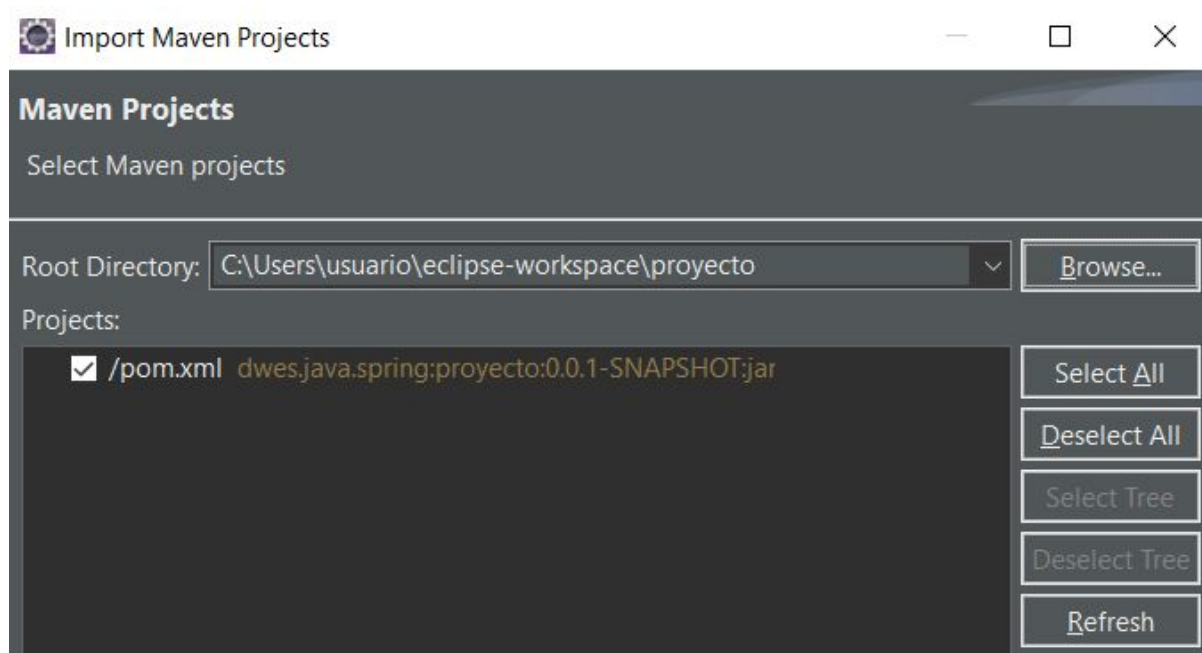 Import Maven Projects
Maven Projects
Select Maven projects
Root Directory: C:\Users\usuario\eclipse-workspace\proyecto Browse...
Projects:
/pom.xml dwes.java.spring:proyecto:0.0.1-SNAPSHOT:jar
Select All
Deselect All
Select Tree
Deselect Tree
Refresh